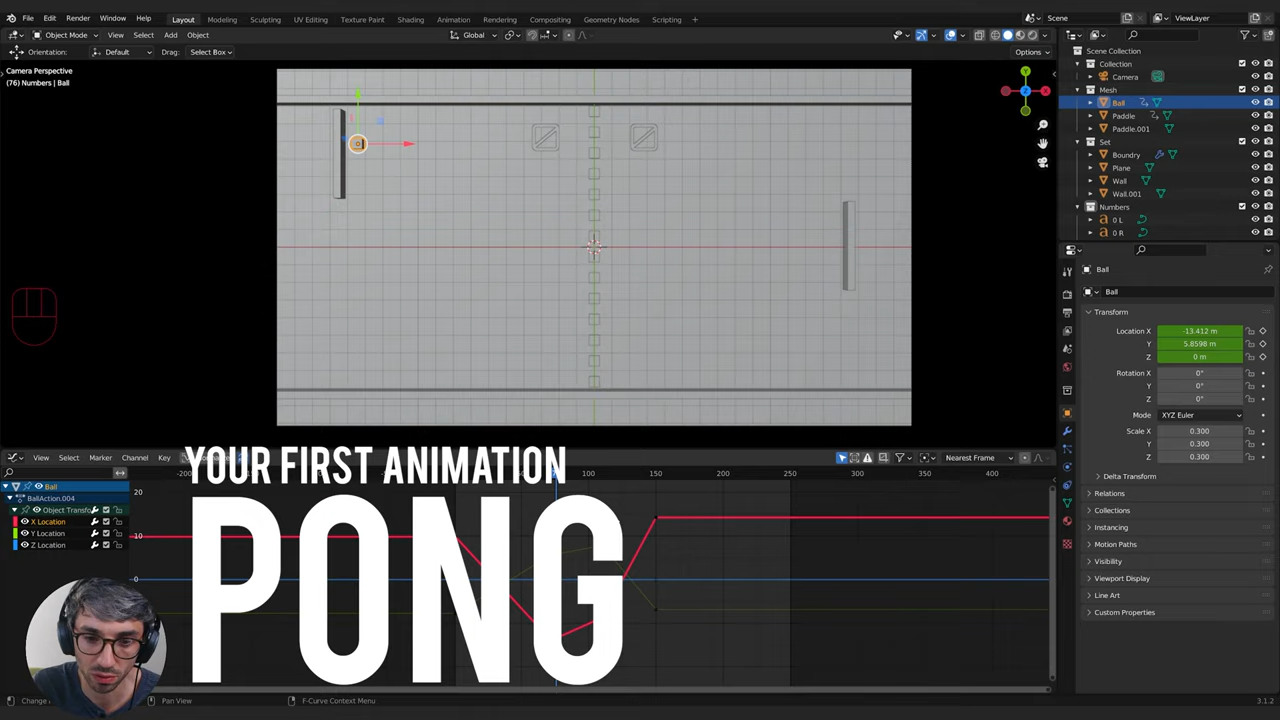 File Edit Render Window Help Layout Modeling Sculpting UV Editing Texture Paint Shading Animation Rendering Compositing Geometry Nodes Scripting + Scene ViewLayer
Object Mode View Select Add Object Global
Orientation: Default Drag: Select Box Options
Camera Perspective
(76) Numbers | Ball
Y
X
Z
Scene Collection
Collection
Camera
Mesh
Ball
Paddle
Paddle.001
Set
Boundry
Plane
Wall
Wall.001
Numbers
0 L
0 R
Ball
Ball
Transform
Location X -13.412 m
Y 5.8598 m
Z 0 m
Rotation X 0°
Y 0°
Z 0°
Mode XYZ Euler
Scale X 0.300
Y 0.300
Z 0.300
Delta Transform
Relations
Collections
Instancing
Motion Paths
Visibility
Viewport Display
Line Art
Custom Properties
View Select Marker Channel Key Nearest Frame
-200 100 150 200 250 300 350 400
Ball
BallAction.004
Object Transfo
X Location
Y Location
Z Location
20
10
0
YOUR FIRST ANIMATION
PONG
Change Pan View F-Curve Context Menu 3.1.2